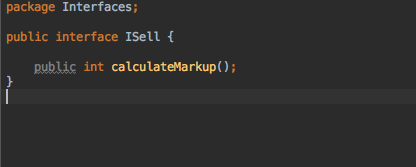 package Interfaces;
public interface ISell {
public int calculateMarkup();
}